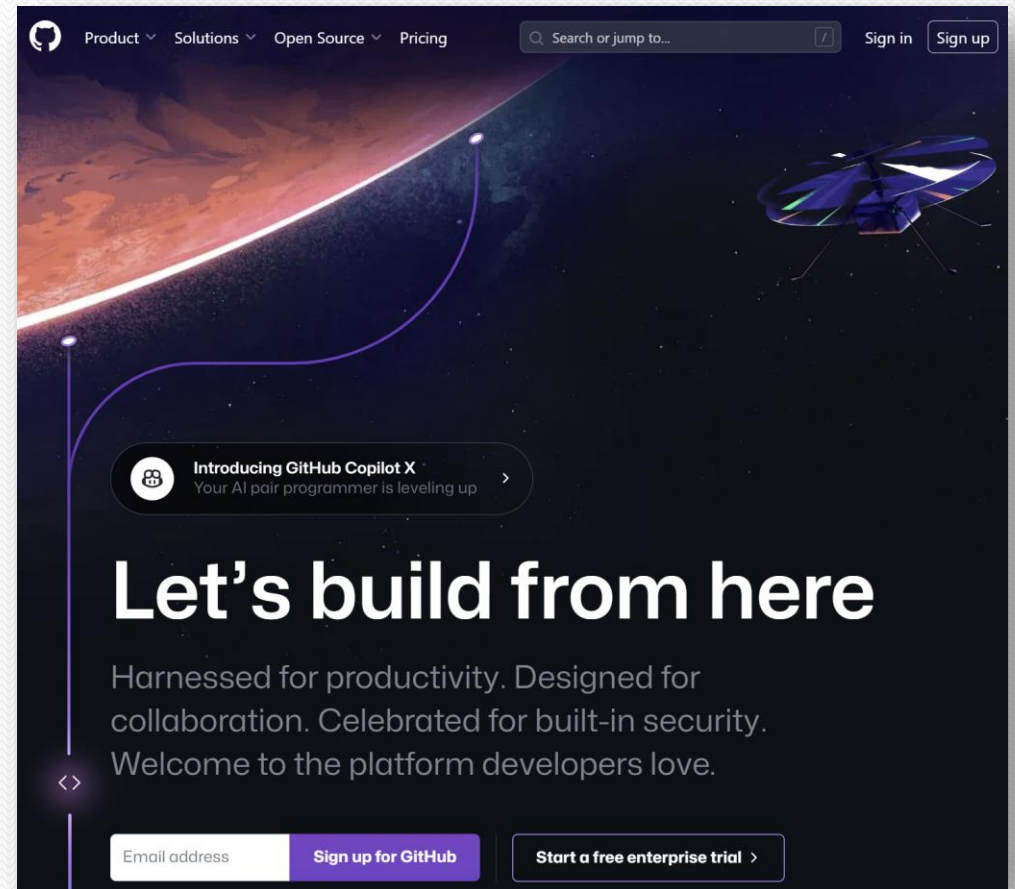 Product Solutions Open Source Pricing Search or jump to... / Sign in Sign up
Introducing GitHub Copilot X
Your AI pair programmer is leveling up
Let's build from here
Harnessed for productivity. Designed for
collaboration. Celebrated for built-in security.
Welcome to the platform developers love.
Email address Sign up for GitHub Start a free enterprise trial >